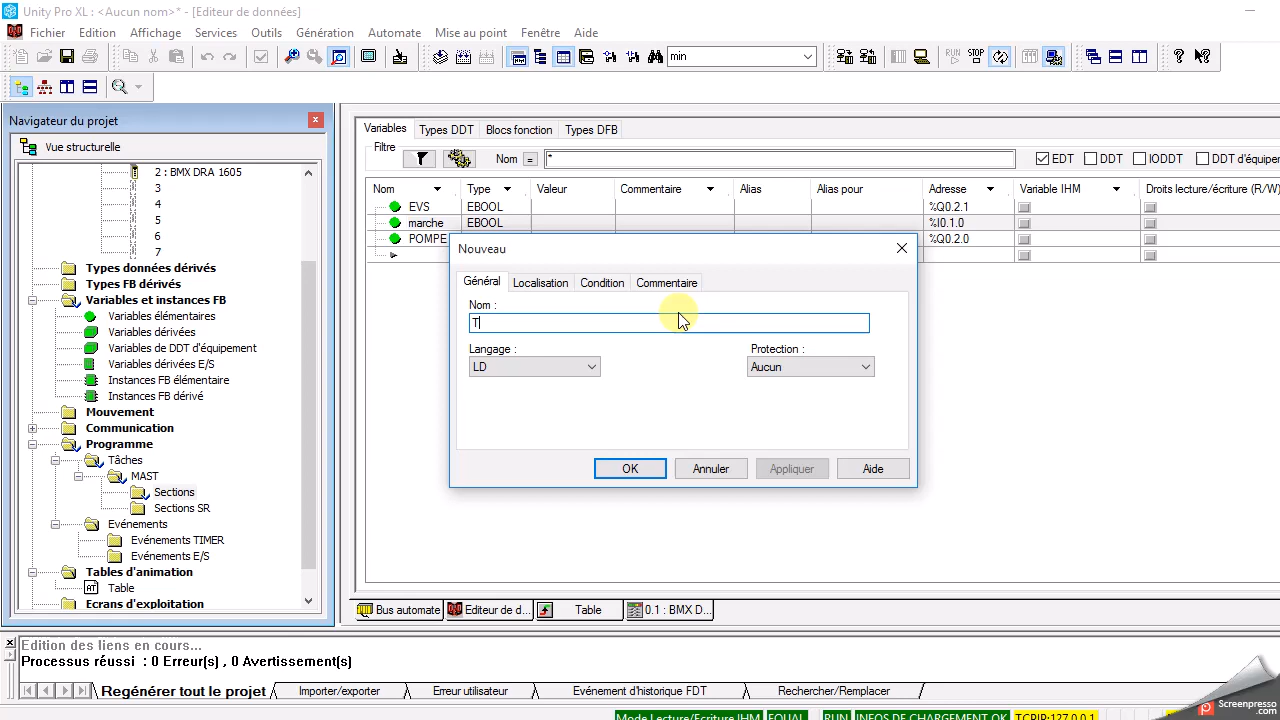 Unity Pro XL : <Aucun nom>* - [Editeur de données]
Fichier Edition Affichage Services Outils Génération Automate Mise au point Fenêtre Aide
min
RUN STOP
Navigateur du projet
Vue structurelle
2 : BMX DRA 1605
3
4
5
6
7
Types données dérivés
Types FB dérivés
Variables et instances FB
Variables élémentaires
Variables dérivées
Variables de DDT d'équipement
Variables dérivées E/S
Instances FB élémentaire
Instances FB dérivé
Mouvement
Communication
Programme
Tâches
MAST
Sections
Sections SR
Evénements
Evénements TIMER
Evénements E/S
Tables d'animation
Table
Ecrans d'exploitation
Variables Types DDT Blocs fonction Types DFB
Filtre
Nom = * EDT DDT IODDT DDT d'équipe
Nom Type Valeur Commentaire Alias Alias pour Adresse Variable IHM Droits lecture/écriture (R/W)
EVS EBOOL %Q0.2.1
marche EBOOL %I0.1.0
POMPE %Q0.2.0
Nouveau
Général Localisation Condition Commentaire
Nom :
T
Langage : Protection :
LD Aucun
OK Annuler Appliquer Aide
Bus automate Editeur de d... Table 0.1 : BMX D...
Edition des liens en cours...
Processus réussi : 0 Erreur(s) , 0 Avertissement(s)
Regénérer tout le projet Importer/exporter Erreur utilisateur Evénement d'historique FDT Rechercher/Remplacer
Mode Lecture/Ecriture IHM EQUAL RUN INFOS DE CHARGEMENT OK TCPIP:127.0.0.1
Screenpresso
.com